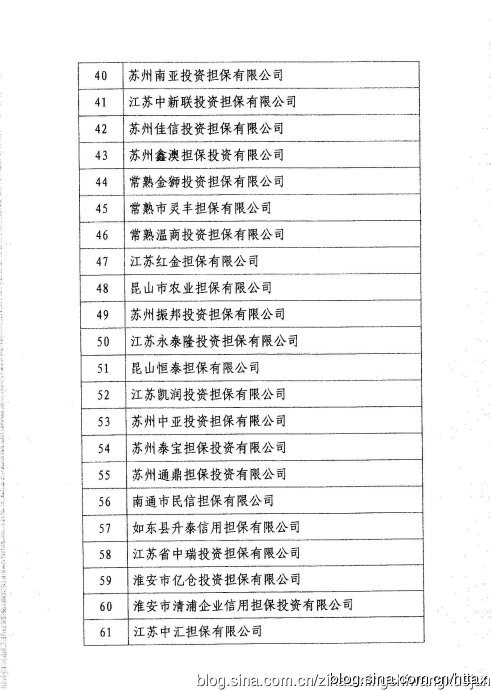 40 苏州南亚投资担保有限公司
41 江苏中新联投资担保有限公司
42 苏州佳信投资担保有限公司
43 苏州鑫澳担保投资有限公司
44 常熟金狮投资担保有限公司
45 常熟市灵丰担保有限公司
46 常熟温商投资担保有限公司
47 江苏红金担保有限公司
48 昆山市农业担保有限公司
49 苏州振邦投资担保有限公司
50 江苏永泰隆投资担保有限公司
51 昆山恒泰担保有限公司
52 江苏凯润投资担保有限公司
53 苏州中亚投资担保有限公司
54 苏州泰宝担保投资有限公司
55 苏州通鼎担保投资有限公司
56 南通市民信担保有限公司
57 如东县升泰信用担保有限公司
58 江苏省中瑞投资担保有限公司
59 淮安市亿仓投资担保有限公司
60 淮安市清浦企业信用担保投资有限公司
61 江苏中汇担保有限公司